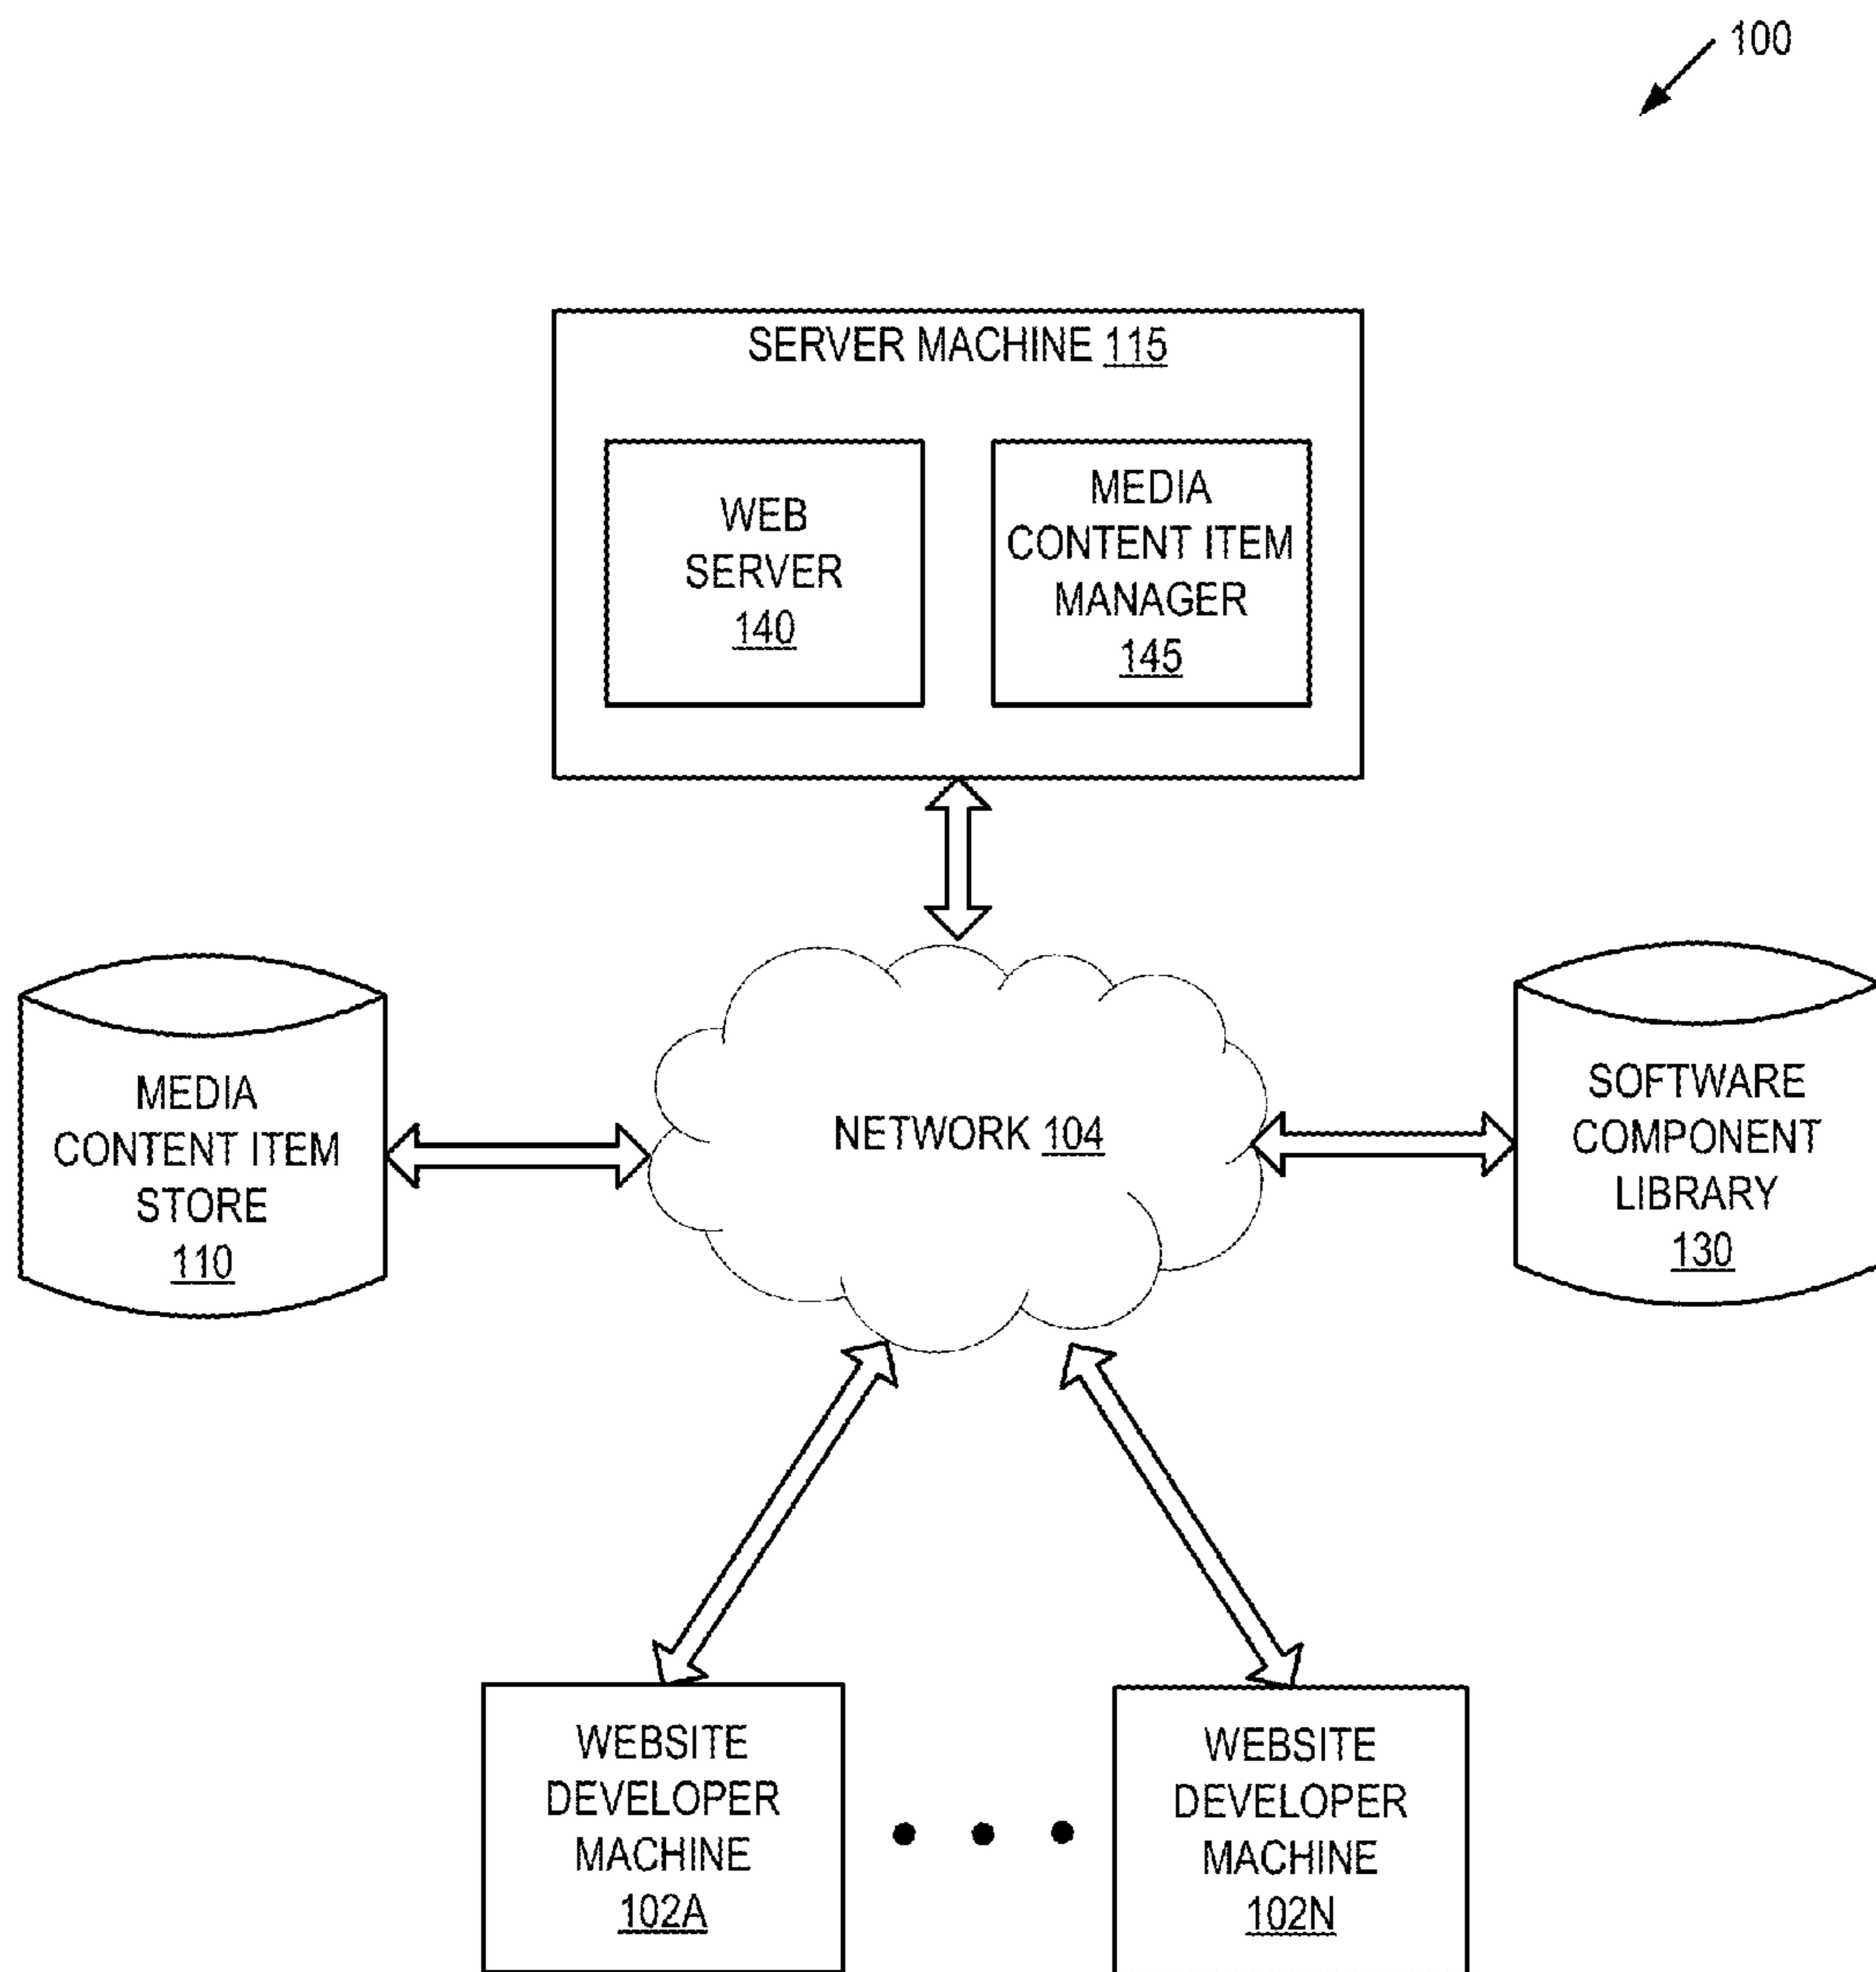 100
SERVER MACHINE 115
WEB
SERVER
140
MEDIA
CONTENT ITEM
MANAGER
145
MEDIA
CONTENT ITEM
STORE
110
NETWORK 104
SOFTWARE
COMPONENT
LIBRARY
130
WEBSITE
DEVELOPER
MACHINE
102A
WEBSITE
DEVELOPER
MACHINE
102N